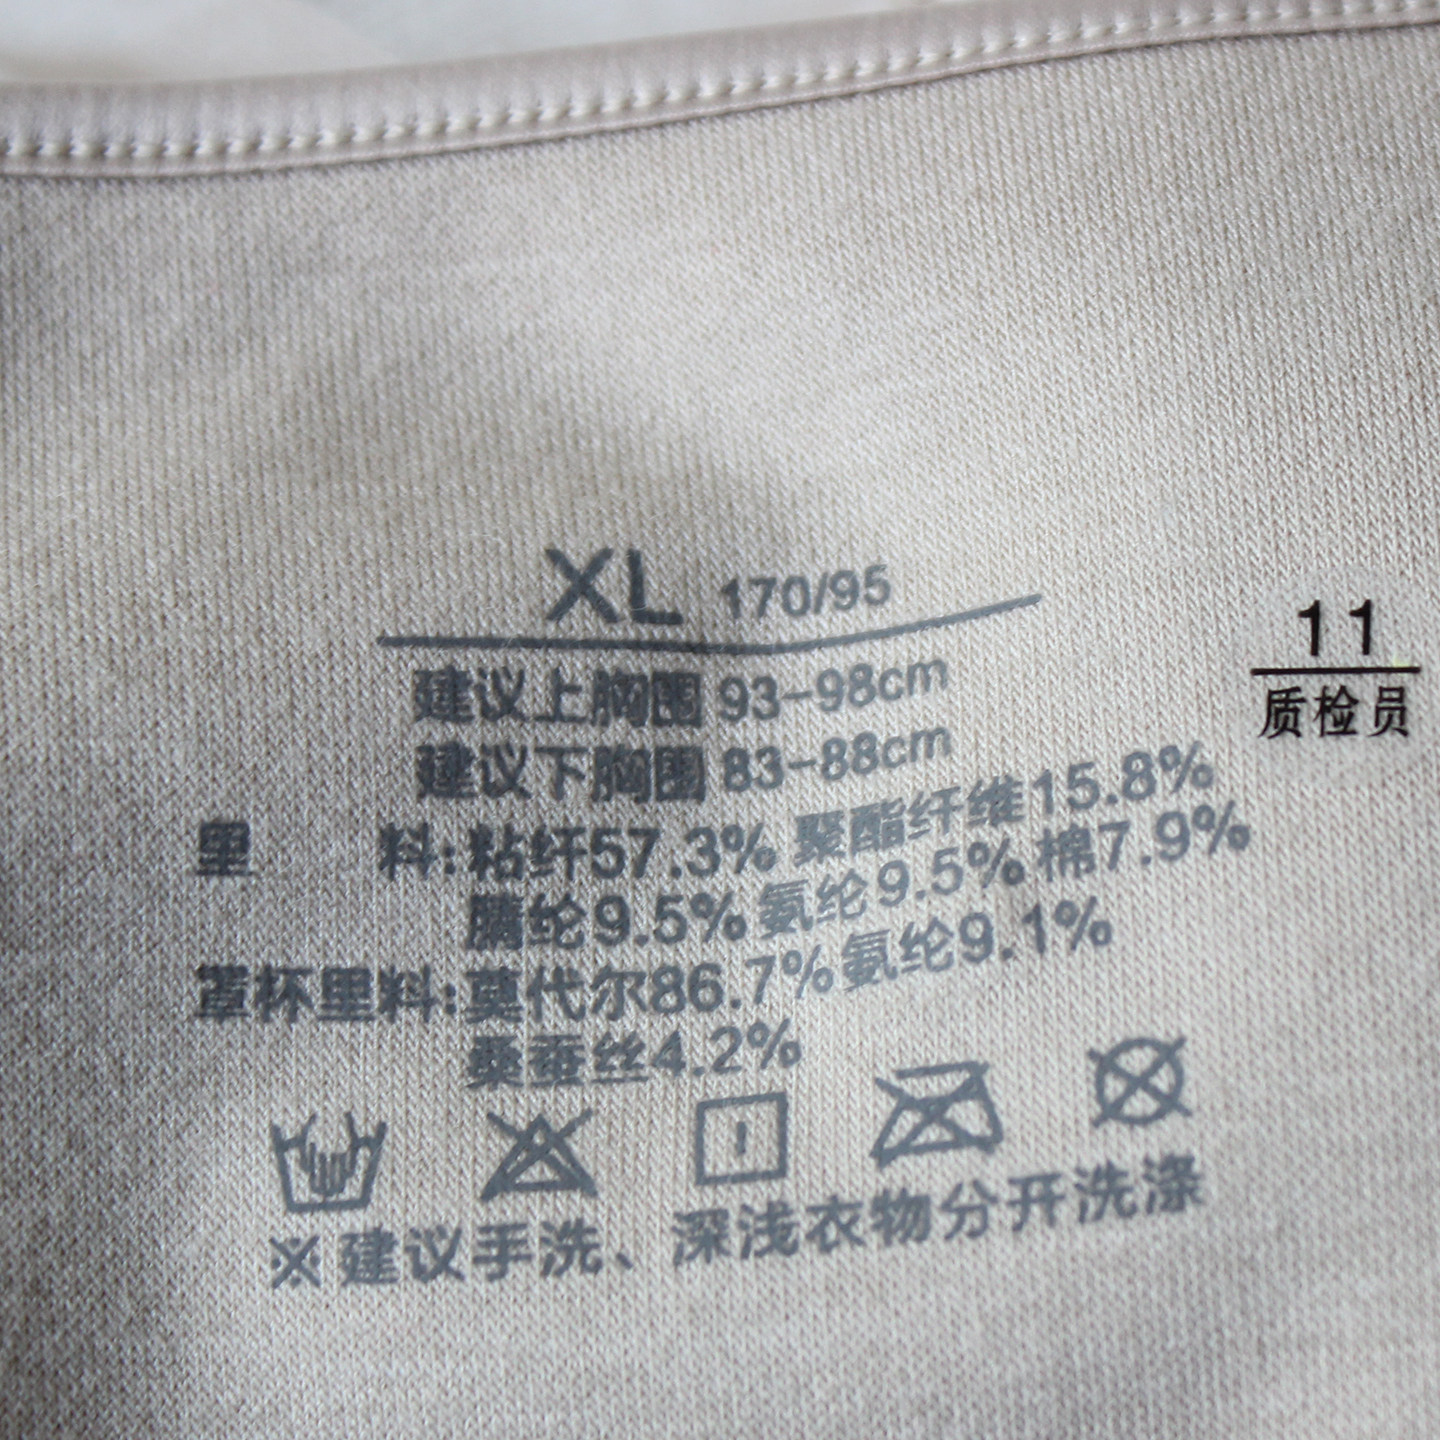 XL 170/95
建议上胸围 93-98cm
建议下胸围 83-88cm
里 料:粘纤57.3% 聚酯纤维15.8%
腈纶9.5% 氨纶9.5% 棉7.9%
罩杯里料:莫代尔86.7% 氨纶9.1%
桑蚕丝4.2%
※建议手洗、深浅衣物分开洗涤
11
质检员